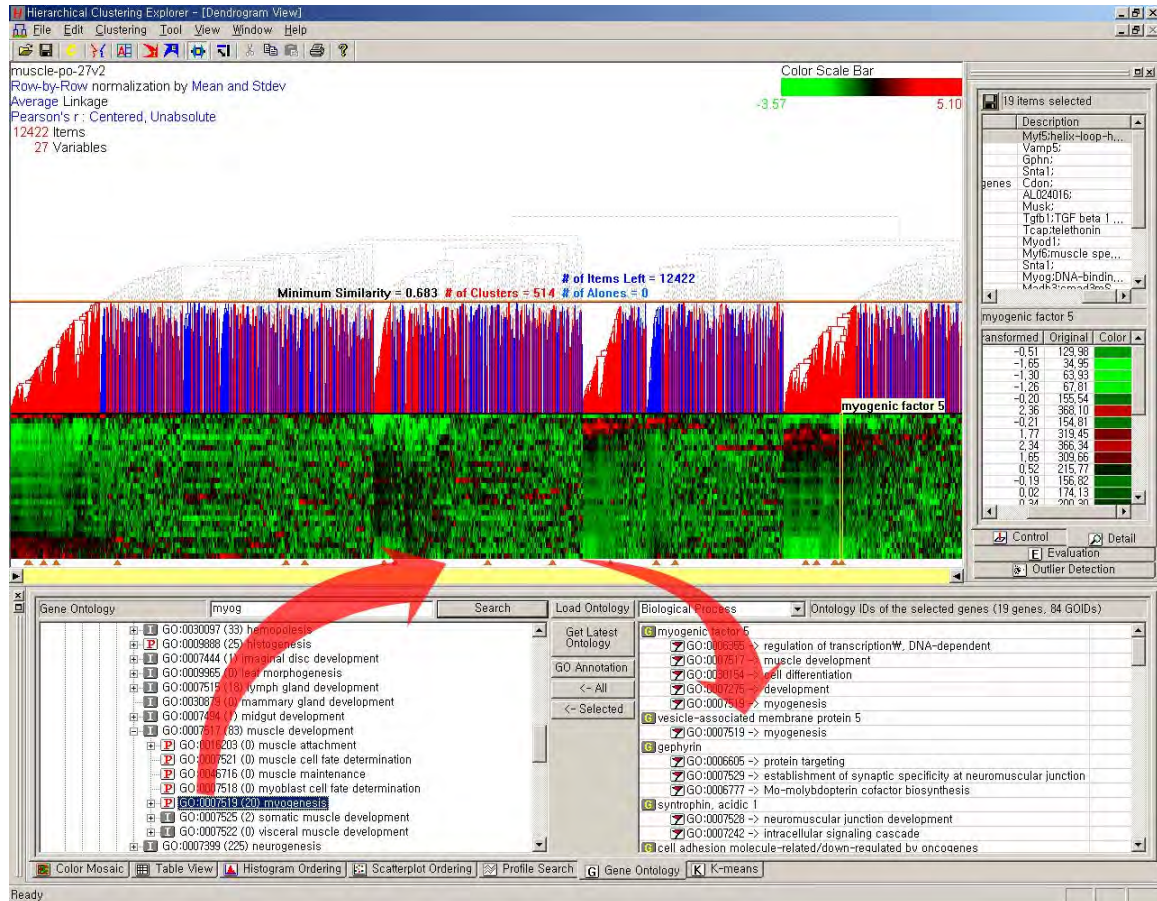 Hierarchical Clustering Explorer - [Dendrogram View]
File Edit Clustering Tool View Window Help
muscle-po-27v2
Row-by-Row normalization by Mean and Stdev
Average Linkage
Pearson's r : Centered, Unabsolute
12422 Items
27 Variables
Color Scale Bar
-3.57 5.10
# of Items Left = 12422
Minimum Similarity = 0.683 # of Clusters = 514 # of Alones = 0
myogenic factor 5
19 items selected
Description
Myf5;helix-loop-h...
Vamp5;
Gphn;
Snta1;
genes Cdon;
AL024016;
Musk;
Tgfb1;TGF beta 1 ...
Tcap;telethonin
Myod1;
Myf6;muscle spe...
Snta1;
Myog;DNA-bindin...
myogenic factor 5
ransformed Original Color
-0,51 129,98
-1,65 34,95
-1,30 63,93
-1,26 67,81
-0,20 155,54
2,36 368,10
-0,21 154,81
1,77 319,45
2,34 366,34
1,65 309,66
0,52 215,77
-0,19 156,82
0,02 174,13
0,34 200,30
Control Detail
Evaluation
Outlier Detection
Gene Ontology myog Search
GO:0030097 (33) hemopoiesis
GO:0009888 (25) histogenesis
GO:0007444 (1) imaginal disc development
GO:0009965 (0) leaf morphogenesis
GO:0007515 (18) lymph gland development
GO:0030879 (0) mammary gland development
GO:0007494 (1) midgut development
GO:0007517 (83) muscle development
GO:0016203 (0) muscle attachment
GO:0007521 (0) muscle cell fate determination
GO:0046716 (0) muscle maintenance
GO:0007518 (0) myoblast cell fate determination
GO:0007519 (20) myogenesis
GO:0007525 (2) somatic muscle development
GO:0007522 (0) visceral muscle development
GO:0007399 (225) neurogenesis
Load Ontology
Get Latest
Ontology
GO Annotation
<- All
<- Selected
Biological Process Ontology IDs of the selected genes (19 genes, 84 GOIDs)
myogenic factor 5
GO:0006355 -> regulation of transcription₩, DNA-dependent
GO:0007517 -> muscle development
GO:0030154 -> cell differentiation
GO:0007275 -> development
GO:0007519 -> myogenesis
vesicle-associated membrane protein 5
GO:0007519 -> myogenesis
gephyrin
GO:0006605 -> protein targeting
GO:0007529 -> establishment of synaptic specificity at neuromuscular junction
GO:0006777 -> Mo-molybdopterin cofactor biosynthesis
syntrophin, acidic 1
GO:0007528 -> neuromuscular junction development
GO:0007242 -> intracellular signaling cascade
cell adhesion molecule-related/down-regulated by oncogenes
Color Mosaic Table View Histogram Ordering Scatterplot Ordering Profile Search G Gene Ontology K K-means
Ready